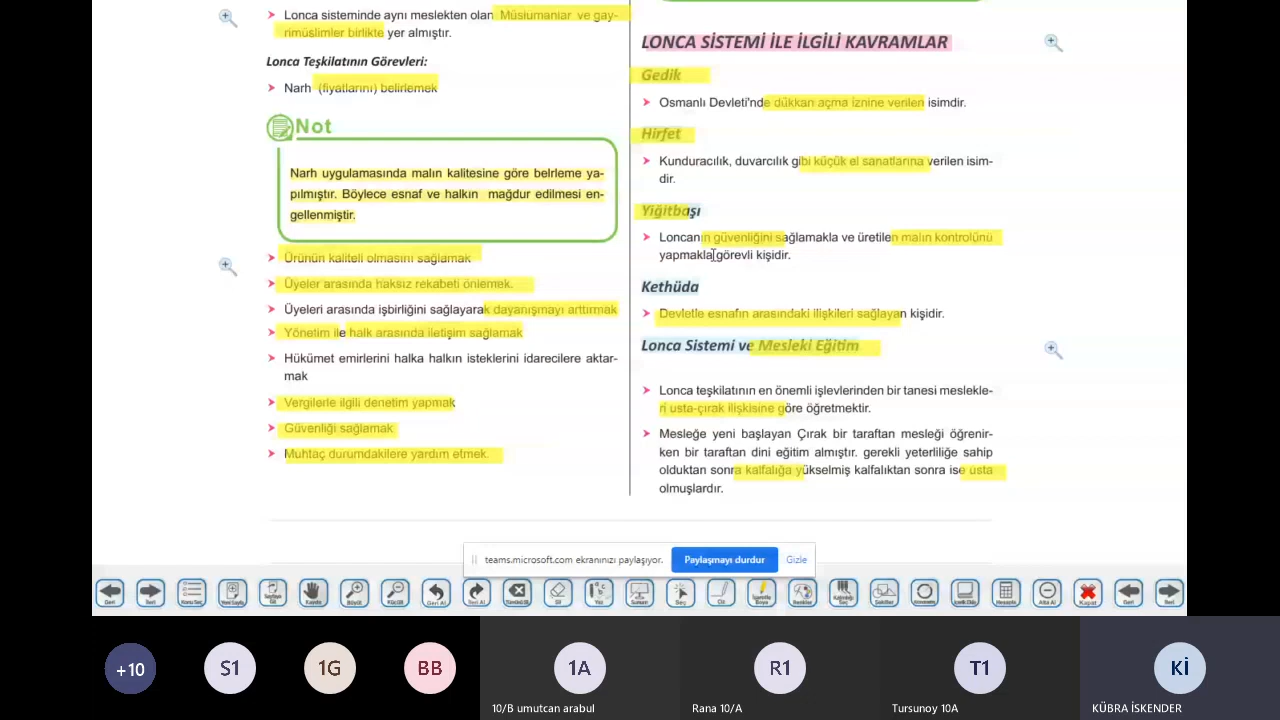 Lonca sisteminde aynı meslekten olan Müslümanlar ve gay-
rimüslimler birlikte yer almıştır.
Lonca Teşkilatının Görevleri:
Narh (fiyatlarını) belirlemek
Not
Narh uygulamasında malın kalitesine göre belrleme ya-
pılmıştır. Böylece esnaf ve halkın mağdur edilmesi en-
gellenmiştir.
Ürünün kaliteli olmasını sağlamak
Üyeler arasında haksız rekabeti önlemek.
Üyeleri arasında işbirliğini sağlayarak dayanışmayı arttırmak
Yönetim ile halk arasında iletişim sağlamak
Hükümet emirlerini halka halkın isteklerini idarecilere aktar-
mak
Vergilerle ilgili denetim yapmak
Güvenliği sağlamak
Muhtaç durumdakilere yardım etmek.
LONCA SİSTEMİ İLE İLGİLİ KAVRAMLAR
Gedik
Osmanlı Devleti'nde dükkan açma iznine verilen isimdir.
Hirfet
Kunduracılık, duvarcılık gibi küçük el sanatlarına verilen isim-
dir.
Yiğitbaşı
Loncanın güvenliğini sağlamakla ve üretilen malın kontrolünü
yapmakla görevli kişidir.
Kethüda
Devletle esnafın arasındaki ilişkileri sağlayan kişidir.
Lonca Sistemi ve Mesleki Eğitim
Lonca teşkilatının en önemli işlevlerinden bir tanesi meslekle-
ri usta-çırak ilişkisine göre öğretmektir.
Mesleğe yeni başlayan Çırak bir taraftan mesleği öğrenir-
ken bir taraftan dini eğitim almıştır. gerekli yeterliliğe sahip
olduktan sonra kalfalığa yükselmiş kalfalıktan sonra ise usta
olmuşlardır.
teams.microsoft.com ekranınızı paylaşıyor. Paylaşmayı durdur Gizle
+10 S1 1G BB 1A R1 T1 Kİ
10/B umutcan arabul Rana 10/A Tursunoy 10A KÜBRA İSKENDER